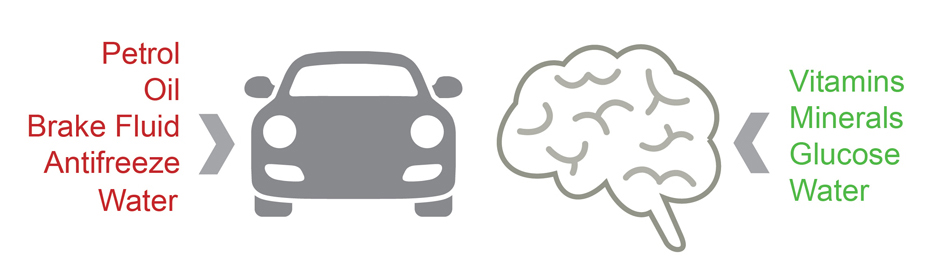 Petrol
Oil
Brake Fluid
Antifreeze
Water
Vitamins
Minerals
Glucose
Water